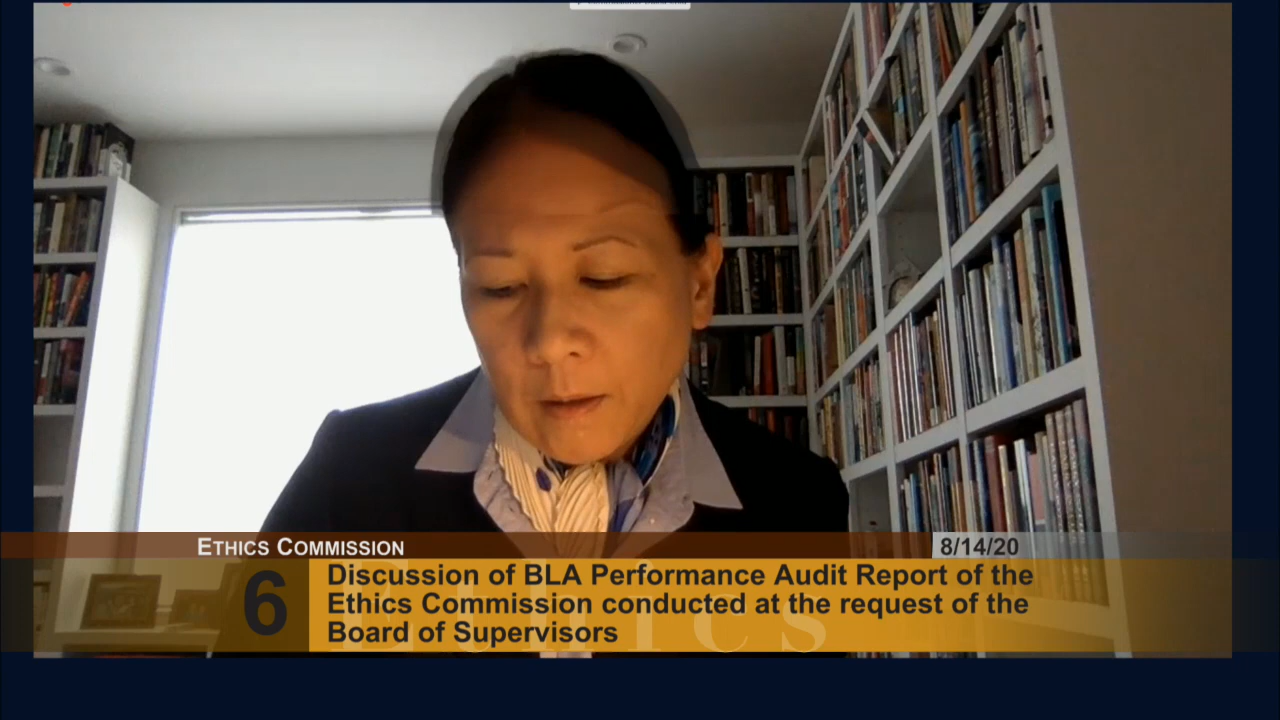 ETHICS COMMISSION
8/14/20
6
Discussion of BLA Performance Audit Report of the
Ethics Commission conducted at the request of the
Board of Supervisors
Ethics